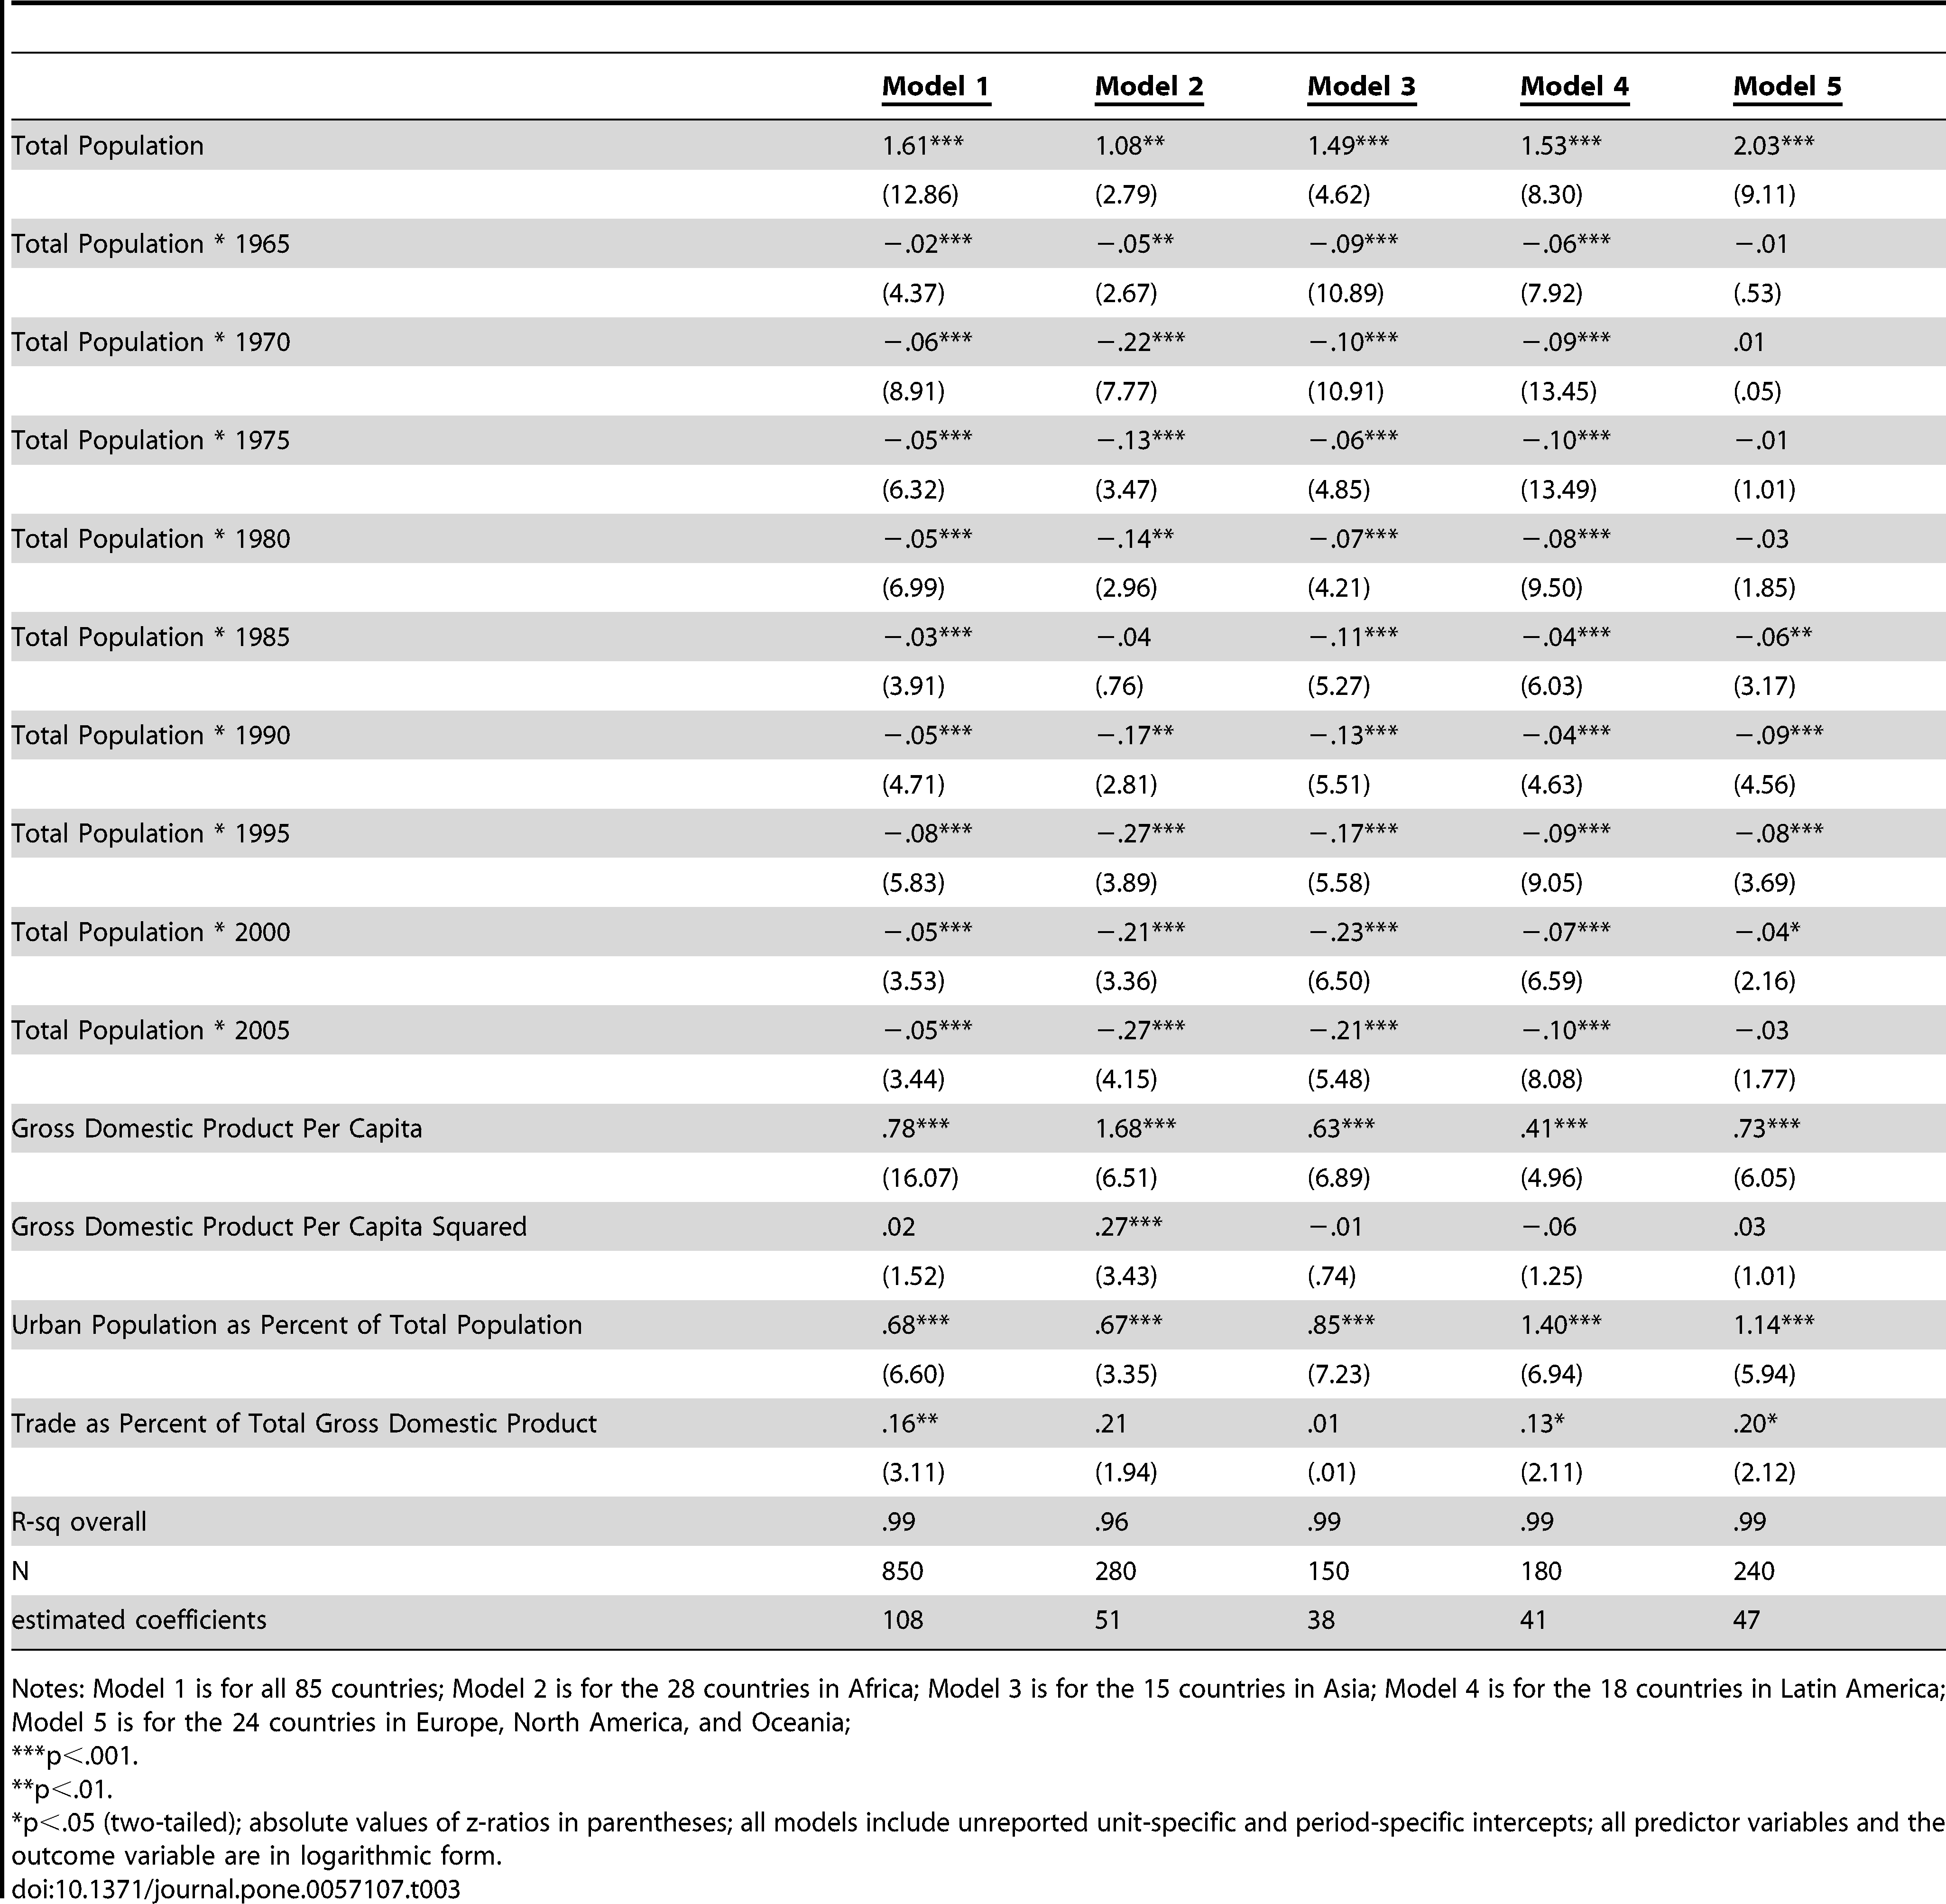 Model 1 Model 2 Model 3 Model 4 Model 5
Total Population 1.61*** 1.08** 1.49*** 1.53*** 2.03***
(12.86) (2.79) (4.62) (8.30) (9.11)
Total Population * 1965 −.02*** −.05** −.09*** −.06*** −.01
(4.37) (2.67) (10.89) (7.92) (.53)
Total Population * 1970 −.06*** −.22*** −.10*** −.09*** .01
(8.91) (7.77) (10.91) (13.45) (.05)
Total Population * 1975 −.05*** −.13*** −.06*** −.10*** −.01
(6.32) (3.47) (4.85) (13.49) (1.01)
Total Population * 1980 −.05*** −.14** −.07*** −.08*** −.03
(6.99) (2.96) (4.21) (9.50) (1.85)
Total Population * 1985 −.03*** −.04 −.11*** −.04*** −.06**
(3.91) (.76) (5.27) (6.03) (3.17)
Total Population * 1990 −.05*** −.17** −.13*** −.04*** −.09***
(4.71) (2.81) (5.51) (4.63) (4.56)
Total Population * 1995 −.08*** −.27*** −.17*** −.09*** −.08***
(5.83) (3.89) (5.58) (9.05) (3.69)
Total Population * 2000 −.05*** −.21*** −.23*** −.07*** −.04*
(3.53) (3.36) (6.50) (6.59) (2.16)
Total Population * 2005 −.05*** −.27*** −.21*** −.10*** −.03
(3.44) (4.15) (5.48) (8.08) (1.77)
Gross Domestic Product Per Capita .78*** 1.68*** .63*** .41*** .73***
(16.07) (6.51) (6.89) (4.96) (6.05)
Gross Domestic Product Per Capita Squared .02 .27*** −.01 −.06 .03
(1.52) (3.43) (.74) (1.25) (1.01)
Urban Population as Percent of Total Population .68*** .67*** .85*** 1.40*** 1.14***
(6.60) (3.35) (7.23) (6.94) (5.94)
Trade as Percent of Total Gross Domestic Product .16** .21 .01 .13* .20*
(3.11) (1.94) (.01) (2.11) (2.12)
R-sq overall .99 .96 .99 .99 .99
N 850 280 150 180 240
estimated coefficients 108 51 38 41 47
Notes: Model 1 is for all 85 countries; Model 2 is for the 28 countries in Africa; Model 3 is for the 15 countries in Asia; Model 4 is for the 18 countries in Latin America;
Model 5 is for the 24 countries in Europe, North America, and Oceania;
***p<.001.
**p<.01.
*p<.05 (two-tailed); absolute values of z-ratios in parentheses; all models include unreported unit-specific and period-specific intercepts; all predictor variables and the
outcome variable are in logarithmic form.
doi:10.1371/journal.pone.0057107.t003